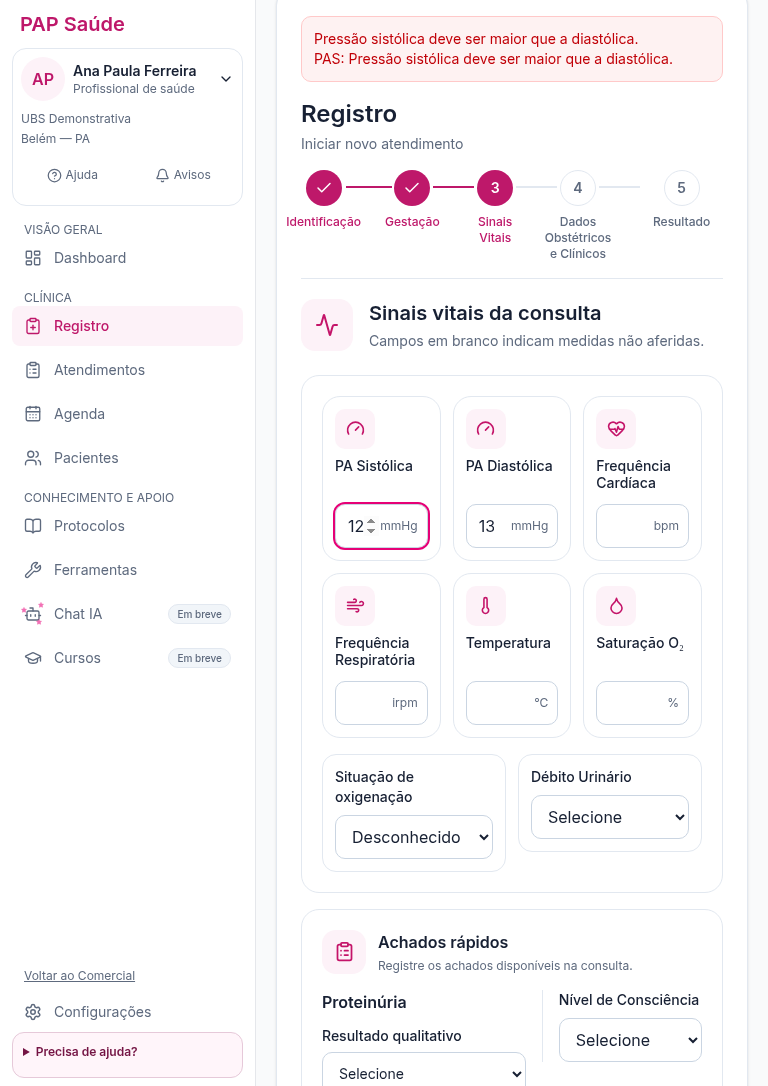 PAP Saúde
AP
Ana Paula Ferreira
Profissional de saúde
UBS Demonstrativa
Belém — PA
Ajuda
Avisos
VISÃO GERAL
Dashboard
CLÍNICA
Registro
Atendimentos
Agenda
Pacientes
CONHECIMENTO E APOIO
Protocolos
Ferramentas
Chat IA
Em breve
Cursos
Em breve
Voltar ao Comercial
Configurações
Precisa de ajuda?
Pressão sistólica deve ser maior que a diastólica.
PAS: Pressão sistólica deve ser maior que a diastólica.
Registro
Iniciar novo atendimento
Identificação
Gestação
3
Sinais
Vitais
4
Dados
Obstétricos
e Clínicos
5
Resultado
Sinais vitais da consulta
Campos em branco indicam medidas não aferidas.
PA Sistólica
12 mmHg
PA Diastólica
13 mmHg
Frequência
Cardíaca
bpm
Frequência
Respiratória
irpm
Temperatura
°C
Saturação O₂
%
Situação de
oxigenação
Desconhecido
Débito Urinário
Selecione
Achados rápidos
Registre os achados disponíveis na consulta.
Proteinúria
Resultado qualitativo
Selecione
Nível de Consciência
Selecione